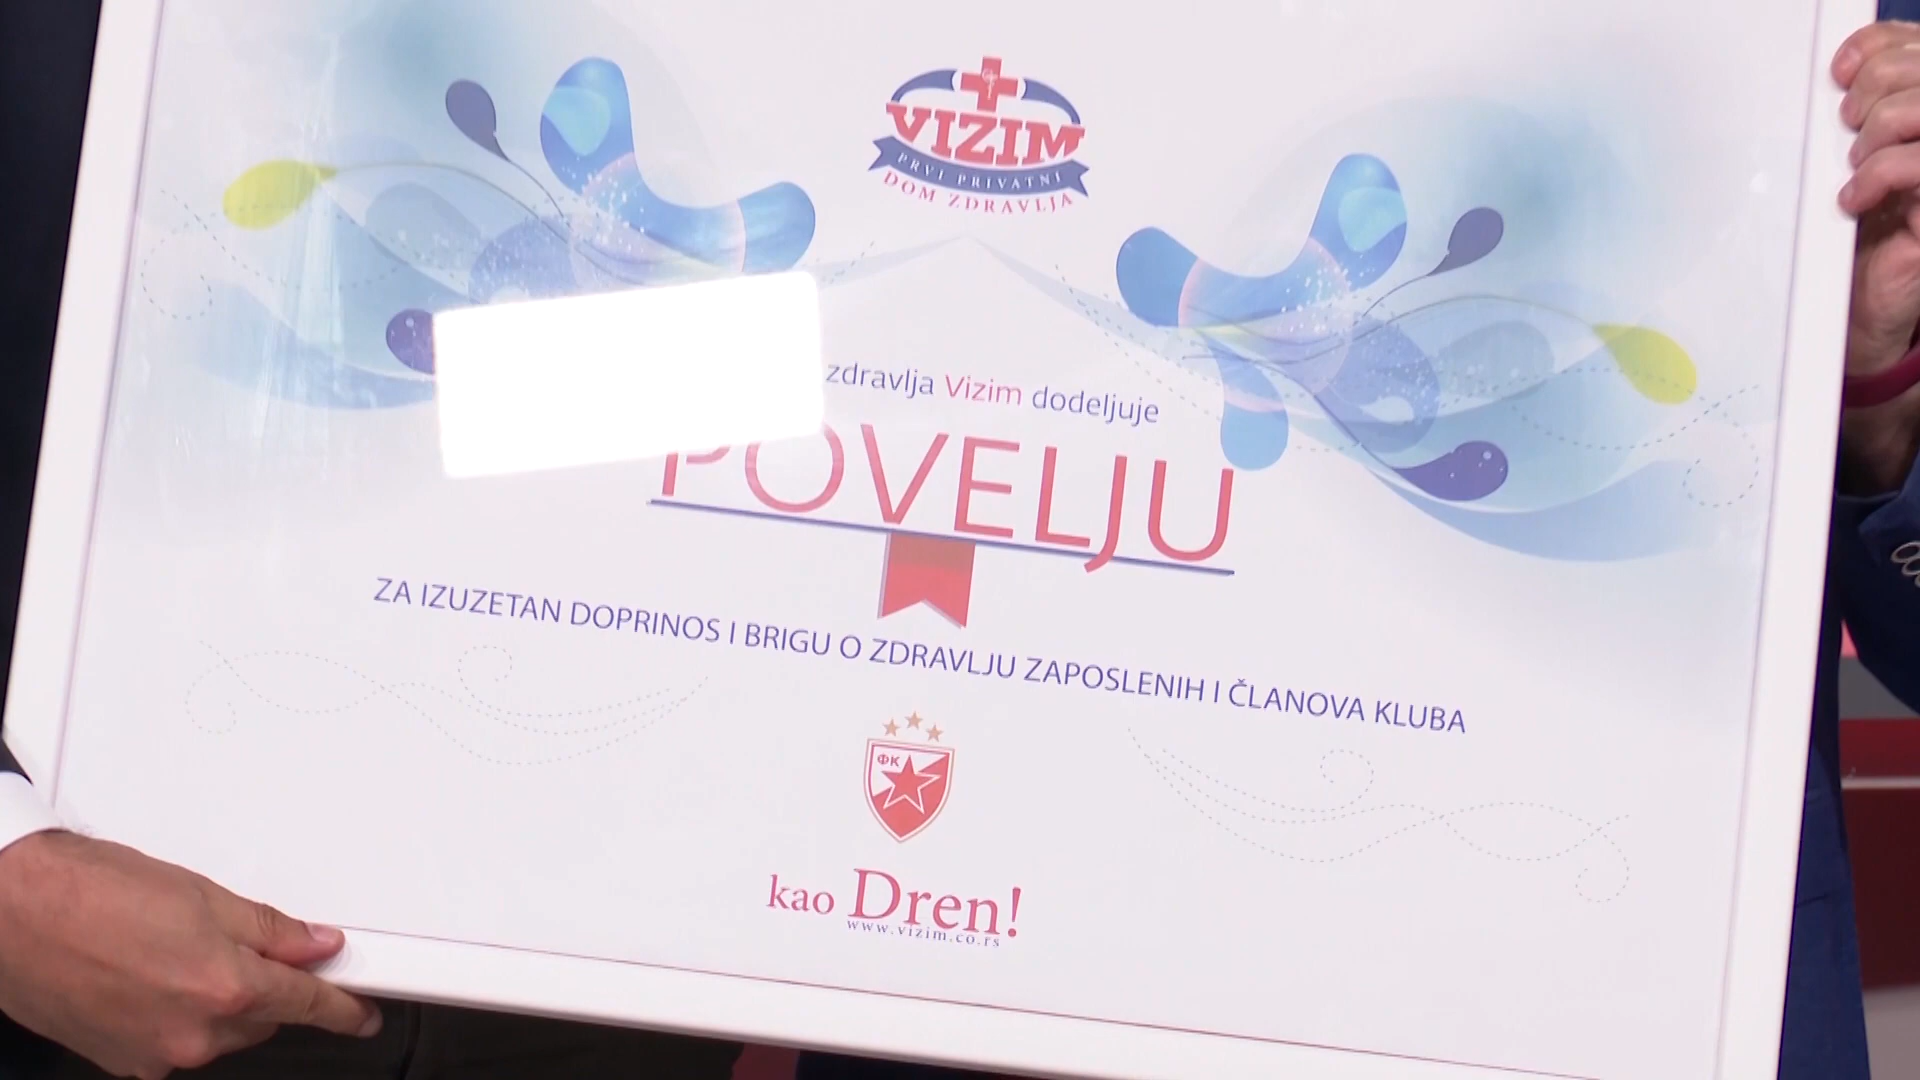 VIZIM
PRVI PRIVATNI
DOM ZDRAVLJA
zdravlja Vizim dodeljuje
POVELJU
ZA IZUZETAN DOPRINOS I BRIGU O ZDRAVLJU ZAPOSLENIH I ČLANOVA KLUBA
ФК
kao Dren!
www.vizim.co.rs